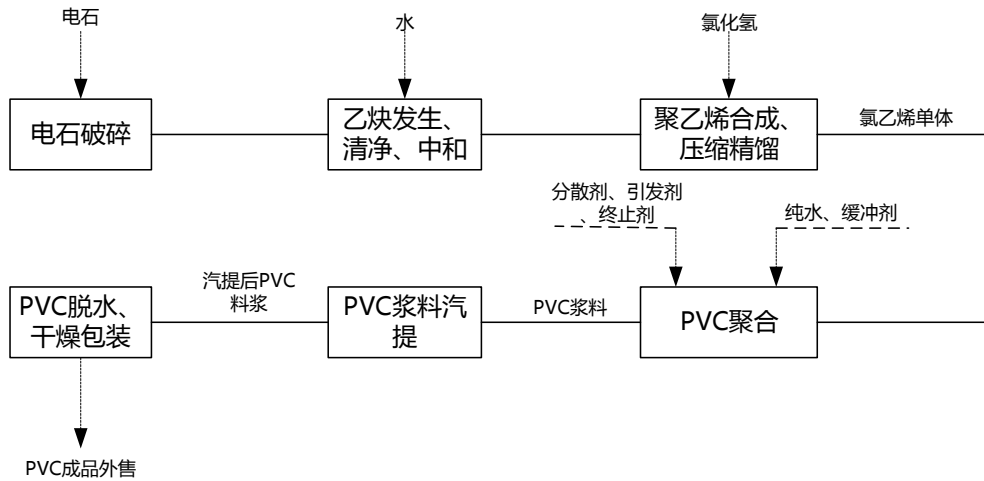 电石
水
氯化氢
电石破碎
乙炔发生、
清净、中和
聚乙烯合成、
压缩精馏
氯乙烯单体
分散剂、引发剂
、终止剂
纯水、缓冲剂
PVC脱水、
干燥包装
汽提后PVC
料浆
PVC浆料汽
提
PVC浆料
PVC聚合
PVC成品外售